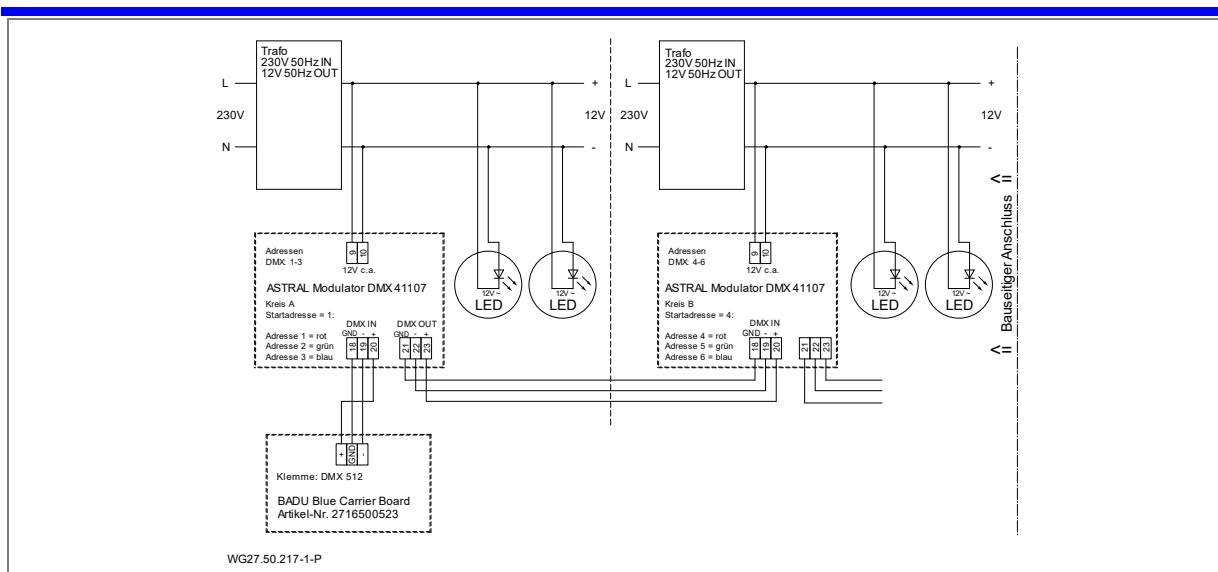 Trafo
230V 50Hz IN
12V 50Hz OUT
L
+
230V
12V
N
-
Adressen
DMX: 1-3
9
10
12V c.a.
ASTRAL Modulator DMX 41107
Kreis A
Startadresse = 1:
DMX IN
DMX OUT
GND - +
GND - +
Adresse 1 = rot
Adresse 2 = grün
Adresse 3 = blau
18
19
20
21
22
23
12V ~
LED
12V ~
LED
Trafo
230V 50Hz IN
12V 50Hz OUT
L
+
230V
12V
N
-
Adressen
DMX: 4-6
9
10
12V c.a.
ASTRAL Modulator DMX 41107
Kreis B
Startadresse = 4:
DMX IN
GND - +
Adresse 4 = rot
Adresse 5 = grün
Adresse 6 = blau
18
19
20
21
22
23
12V ~
LED
12V ~
LED
<= Bauseitiger Anschluss <=
+
GND
-
Klemme: DMX 512
BADU Blue Carrier Board
Artikel-Nr. 2716500523
WG27.50.217-1-P